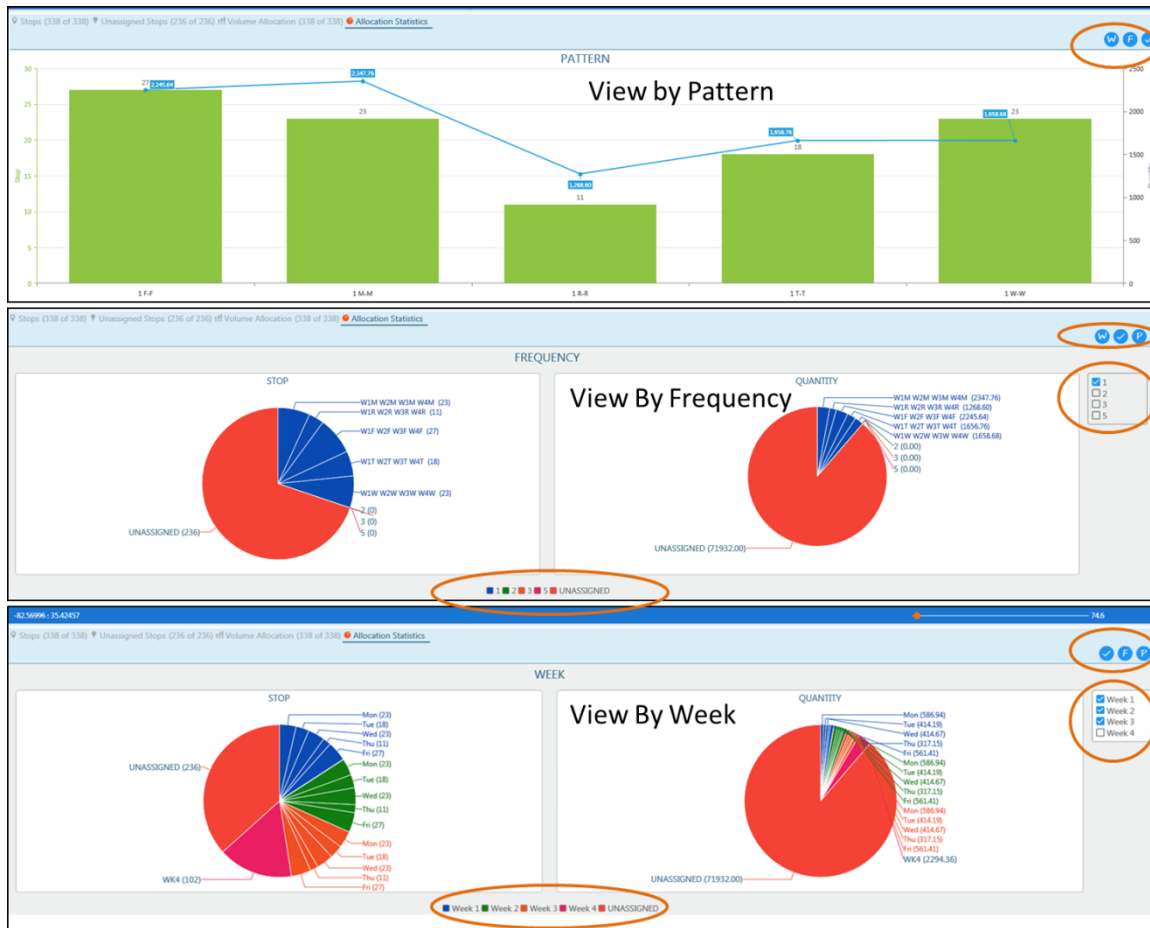 Stops (338 of 338) Unassigned Stops (236 of 236) Volume Allocation (338 of 338) Allocation Statistics
W F
PATTERN
View by Pattern
30
25
20
15
10
5
0
Stop
2500
2000
1500
1000
500
0
27 2,245.64
2,347.76
23
1,268.60
11
1,656.76
18
1,658.68
23
1 F-F 1 M-M 1 R-R 1 T-T 1 W-W
Stops (338 of 338) Unassigned Stops (236 of 236) Volume Allocation (338 of 338) Allocation Statistics
W P
FREQUENCY
STOP
W1M W2M W3M W4M (23)
W1R W2R W3R W4R (11)
W1F W2F W3F W4F (27)
W1T W2T W3T W4T (18)
W1W W2W W3W W4W (23)
2 (0)
3 (0)
5 (0)
UNASSIGNED (236)
QUANTITY
View By Frequency
W1M W2M W3M W4M (2347.76)
W1R W2R W3R W4R (1268.60)
W1F W2F W3F W4F (2245.64)
W1T W2T W3T W4T (1656.76)
W1W W2W W3W W4W (1658.68)
2 (0.00)
3 (0.00)
5 (0.00)
UNASSIGNED (71932.00)
1
2
3
5
1 2 3 5 UNASSIGNED
-82.56996 : 35.42457 74.6
Stops (338 of 338) Unassigned Stops (236 of 236) Volume Allocation (338 of 338) Allocation Statistics
F P
WEEK
STOP
Mon (23)
Tue (18)
Wed (23)
Thu (11)
Fri (27)
Mon (23)
Tue (18)
Wed (23)
Thu (11)
Fri (27)
Mon (23)
Tue (18)
Wed (23)
Thu (11)
Fri (27)
WK4 (102)
UNASSIGNED (236)
QUANTITY
View By Week
Mon (586.94)
Tue (414.19)
Wed (414.67)
Thu (317.15)
Fri (561.41)
Mon (586.94)
Tue (414.19)
Wed (414.67)
Thu (317.15)
Fri (561.41)
Mon (586.94)
Tue (414.19)
Wed (414.67)
Thu (317.15)
Fri (561.41)
WK4 (2294.36)
UNASSIGNED (71932.00)
Week 1
Week 2
Week 3
Week 4
Week 1 Week 2 Week 3 Week 4 UNASSIGNED